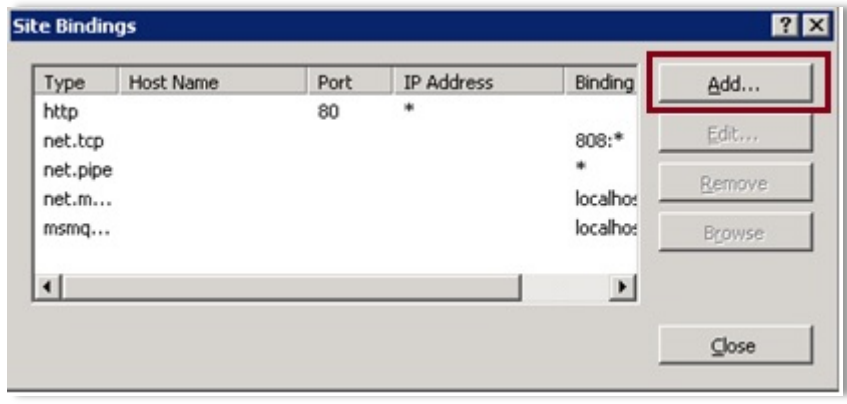 Site Bindings
Type Host Name Port IP Address Binding
http 80 *
net.tcp 808:*
net.pipe *
net.m... localhos
msmq... localhos
Add...
Edit...
Remove
Browse
Close